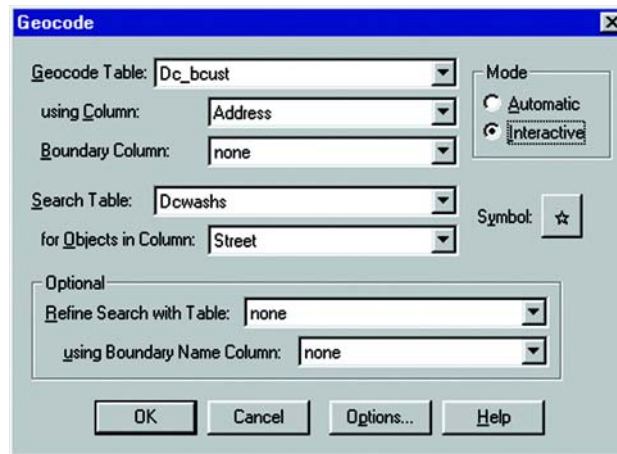 Geocode
Geocode Table: Dc_bcust
using Column: Address
Boundary Column: none
Mode
Automatic
Interactive
Search Table: Dcwashs
for Objects in Column: Street
Symbol:
Optional
Refine Search with Table: none
using Boundary Name Column: none
OK Cancel Options... Help